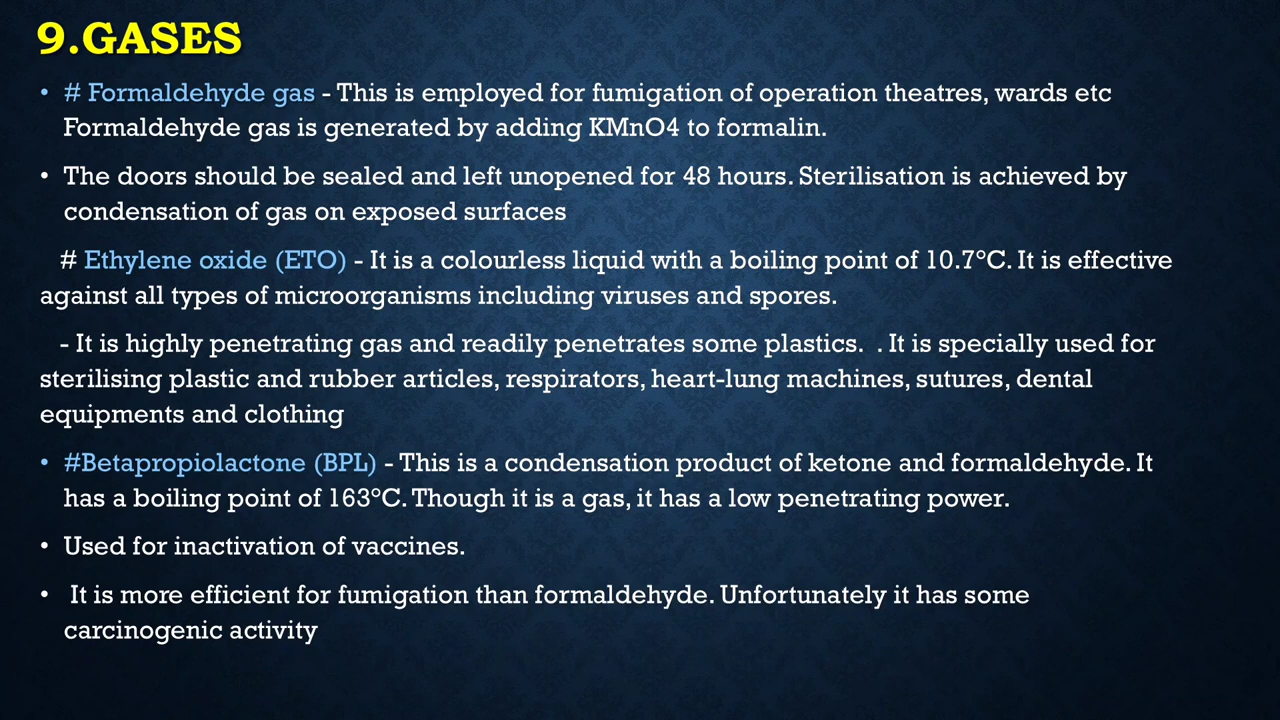 9.GASES
• # Formaldehyde gas - This is employed for fumigation of operation theatres, wards etc
Formaldehyde gas is generated by adding KMnO4 to formalin.
• The doors should be sealed and left unopened for 48 hours. Sterilisation is achieved by
condensation of gas on exposed surfaces
# Ethylene oxide (ETO) - It is a colourless liquid with a boiling point of 10.7°C. It is effective
against all types of microorganisms including viruses and spores.
- It is highly penetrating gas and readily penetrates some plastics.  . It is specially used for
sterilising plastic and rubber articles, respirators, heart-lung machines, sutures, dental
equipments and clothing
• #Betapropiolactone (BPL) - This is a condensation product of ketone and formaldehyde. It
has a boiling point of 163°C. Though it is a gas, it has a low penetrating power.
• Used for inactivation of vaccines.
• It is more efficient for fumigation than formaldehyde. Unfortunately it has some
carcinogenic activity